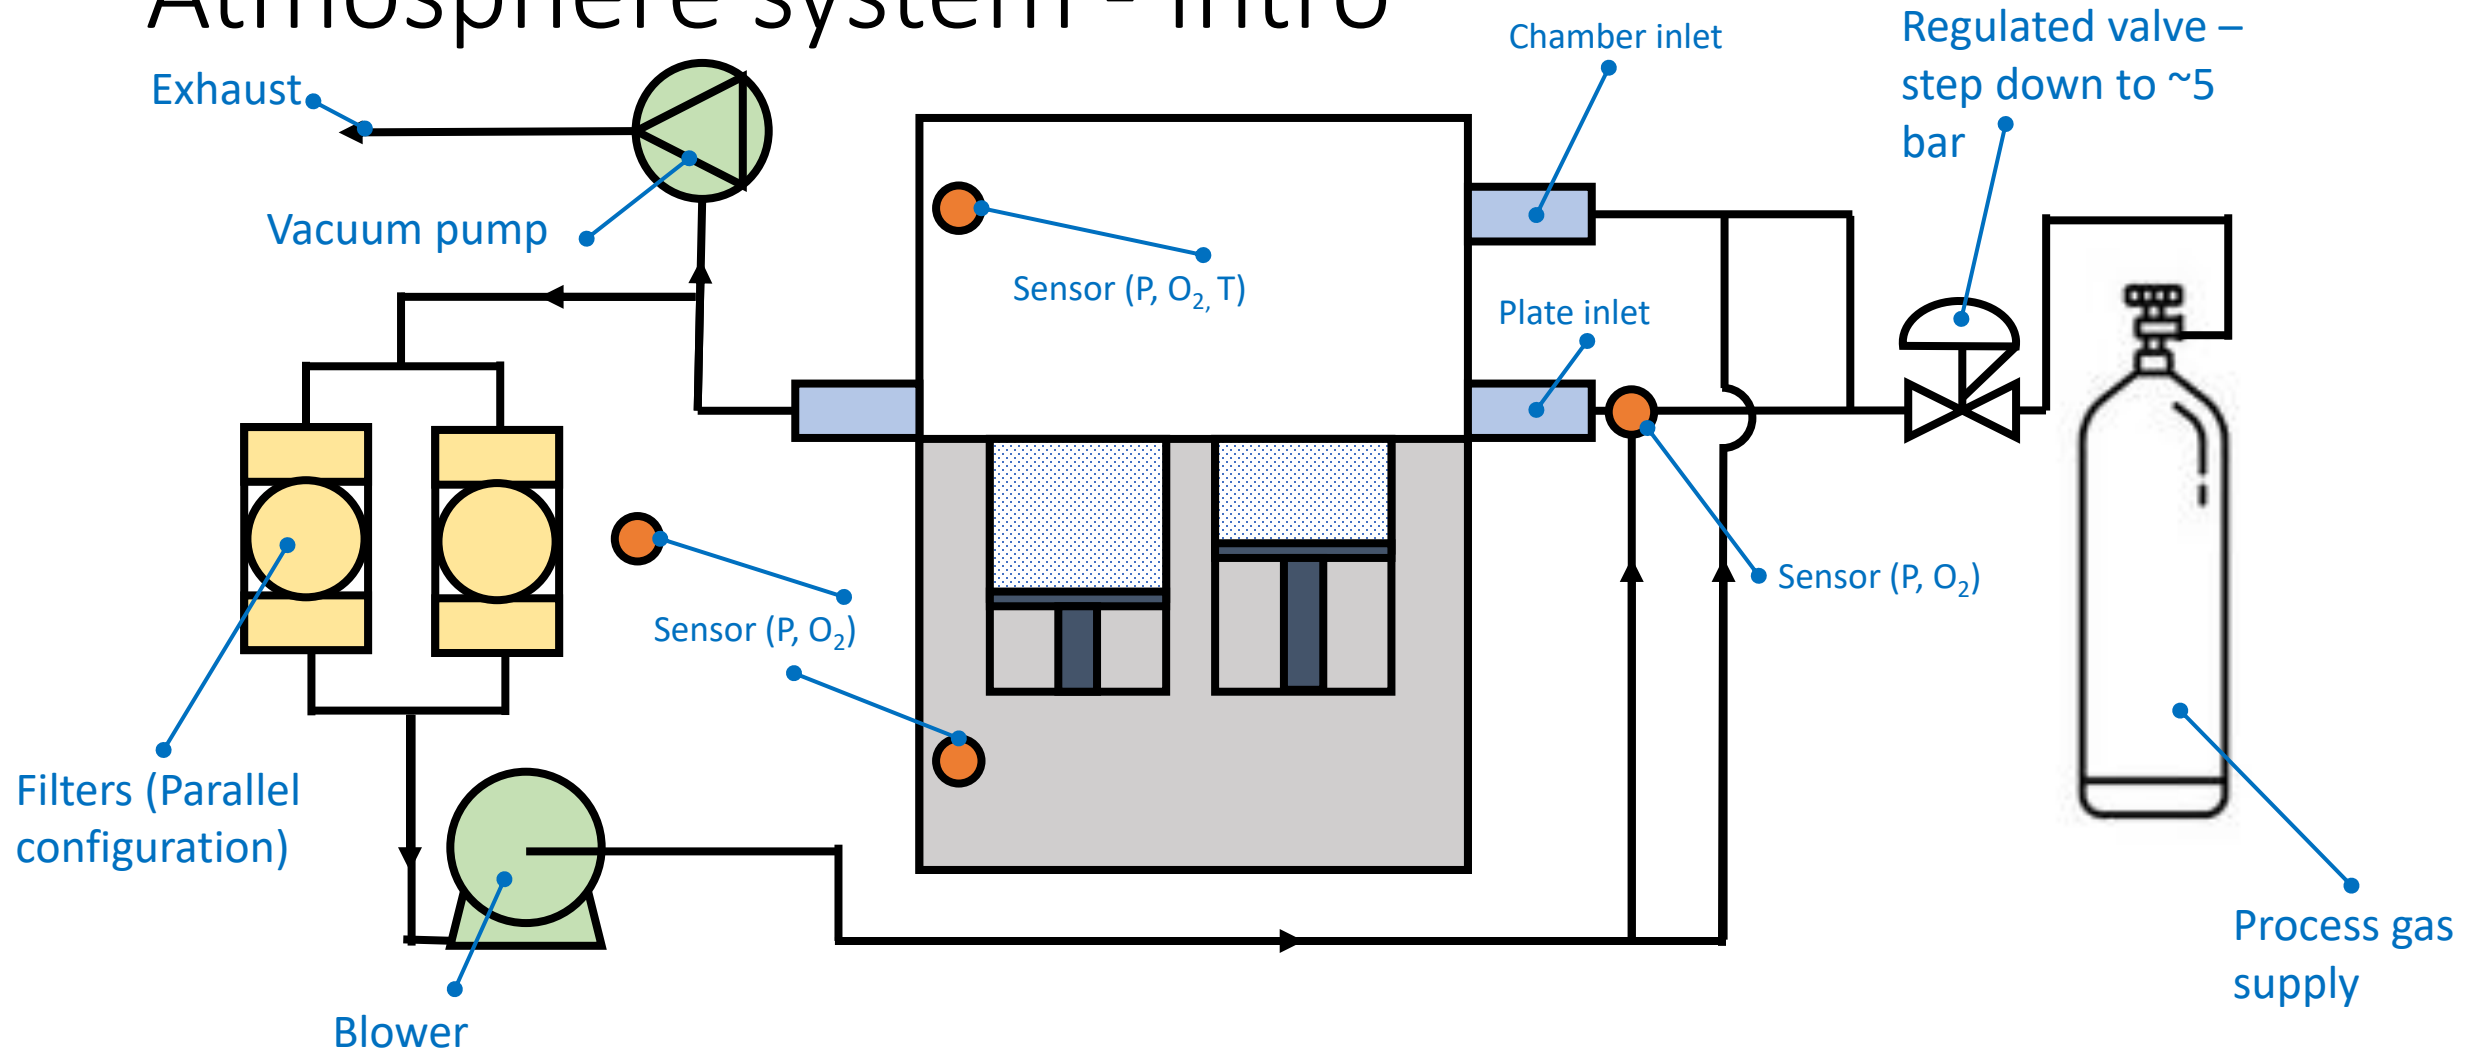 Atmosphere system - intro
Exhaust
Vacuum pump
Chamber inlet
Regulated valve –
step down to ~5
bar
Sensor (P, O2, T)
Plate inlet
Sensor (P, O2)
Sensor (P, O2)
Filters (Parallel
configuration)
Blower
Process gas
supply